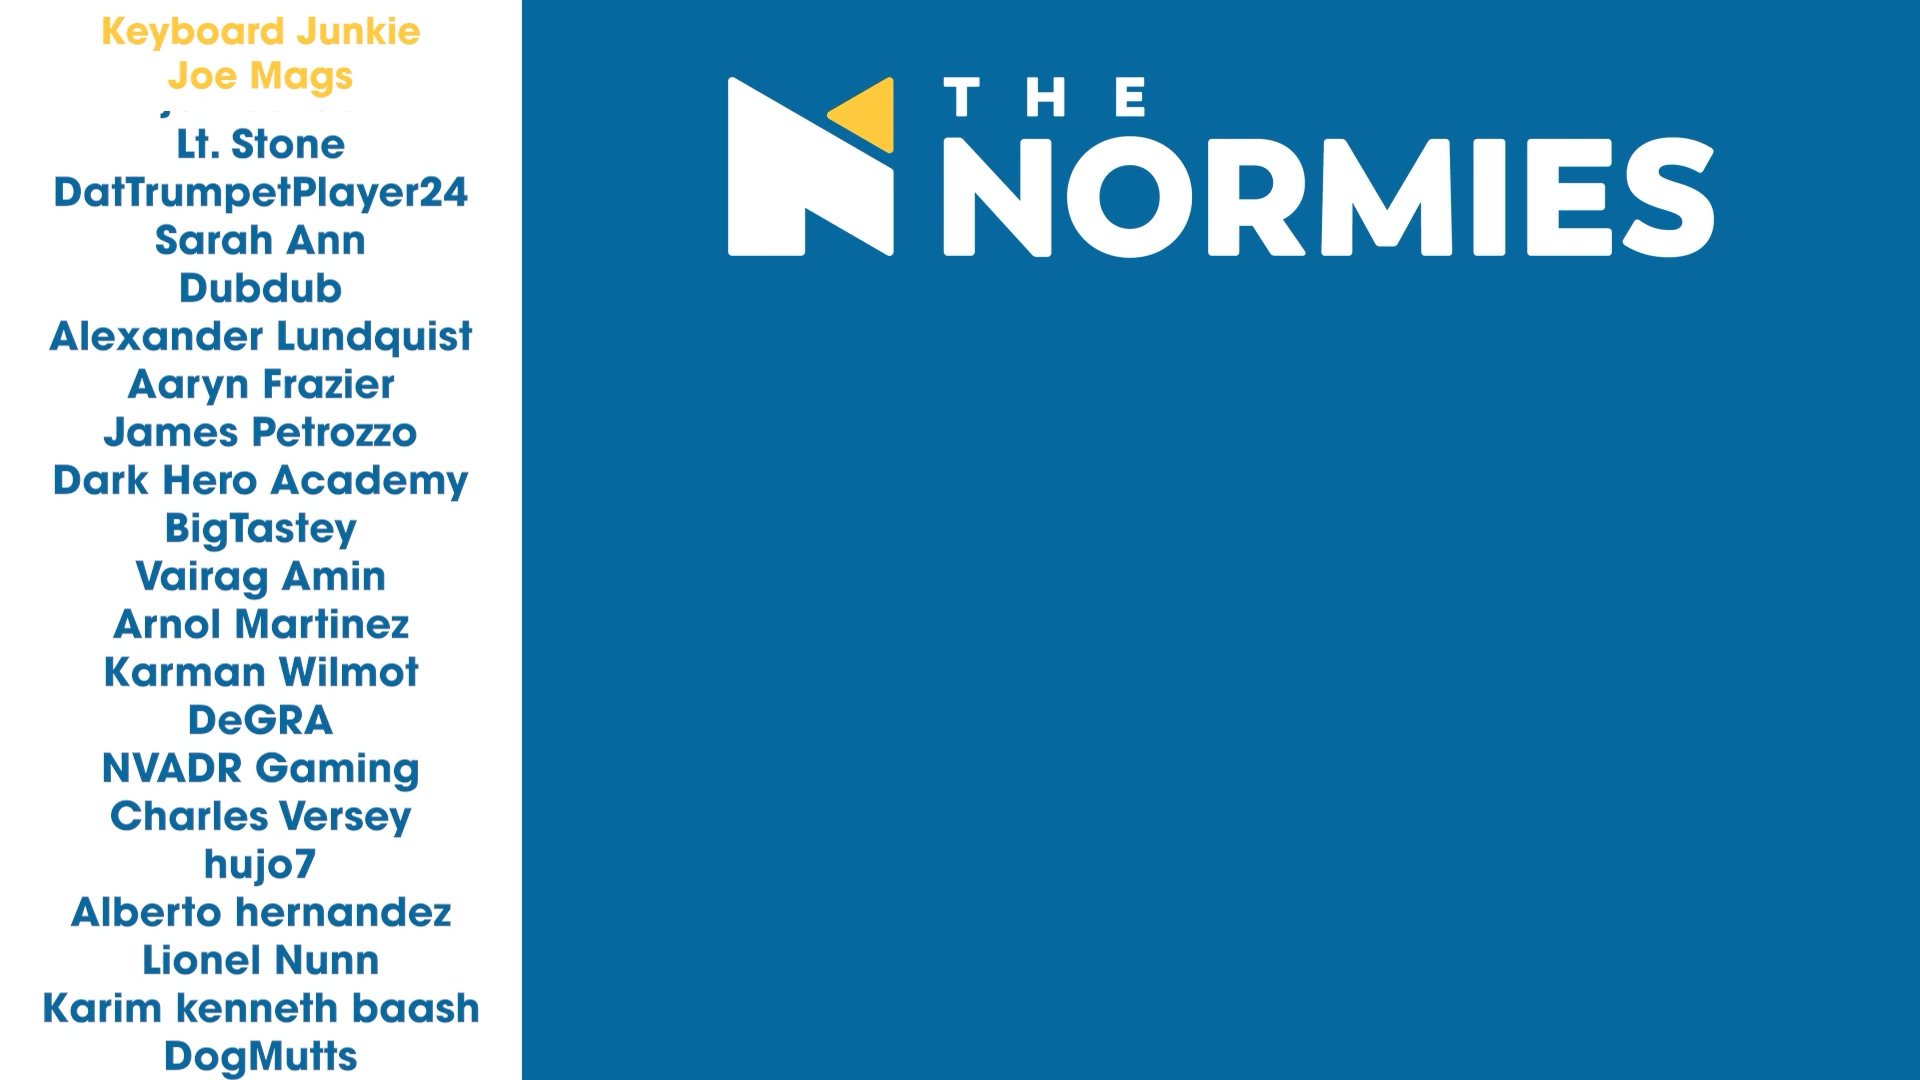 Keyboard Junkie
Joe Mags
Lt. Stone
DatTrumpetPlayer24
Sarah Ann
Dubdub
Alexander Lundquist
Aaryn Frazier
James Petrozzo
Dark Hero Academy
BigTastey
Vairag Amin
Arnol Martinez
Karman Wilmot
DeGRA
NVADR Gaming
Charles Versey
hujo7
Alberto hernandez
Lionel Nunn
Karim kenneth baash
DogMutts
THE
NORMIES